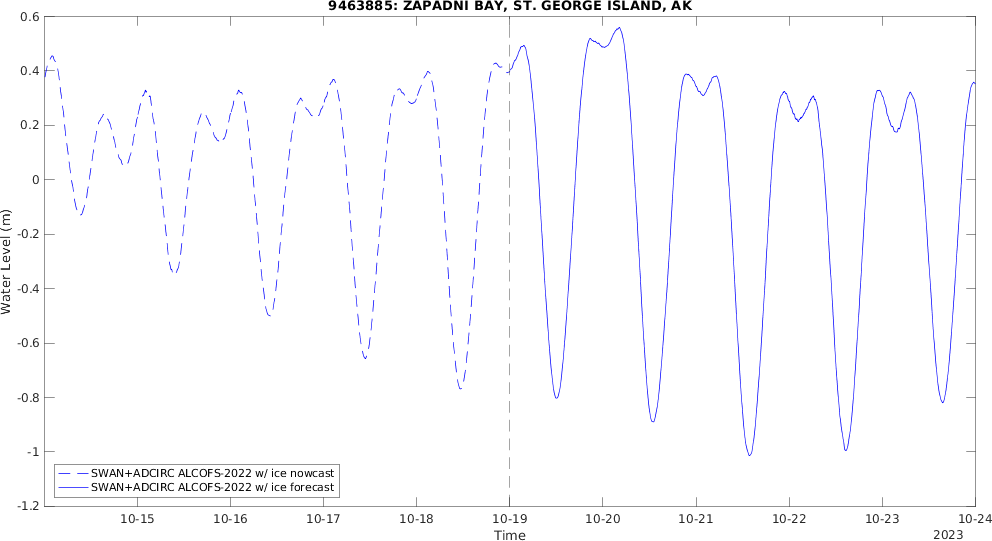 9463885: ZAPADNI BAY, ST. GEORGE ISLAND, AK
0.6
0.4
0.2
0
-0.2
-0.4
-0.6
-0.8
-1
-1.2
Water Level (m)
SWAN+ADCIRC ALCOFS-2022 w/ ice nowcast
SWAN+ADCIRC ALCOFS-2022 w/ ice forecast
10-15 10-16 10-17 10-18 10-19 10-20 10-21 10-22 10-23 10-24
Time
2023